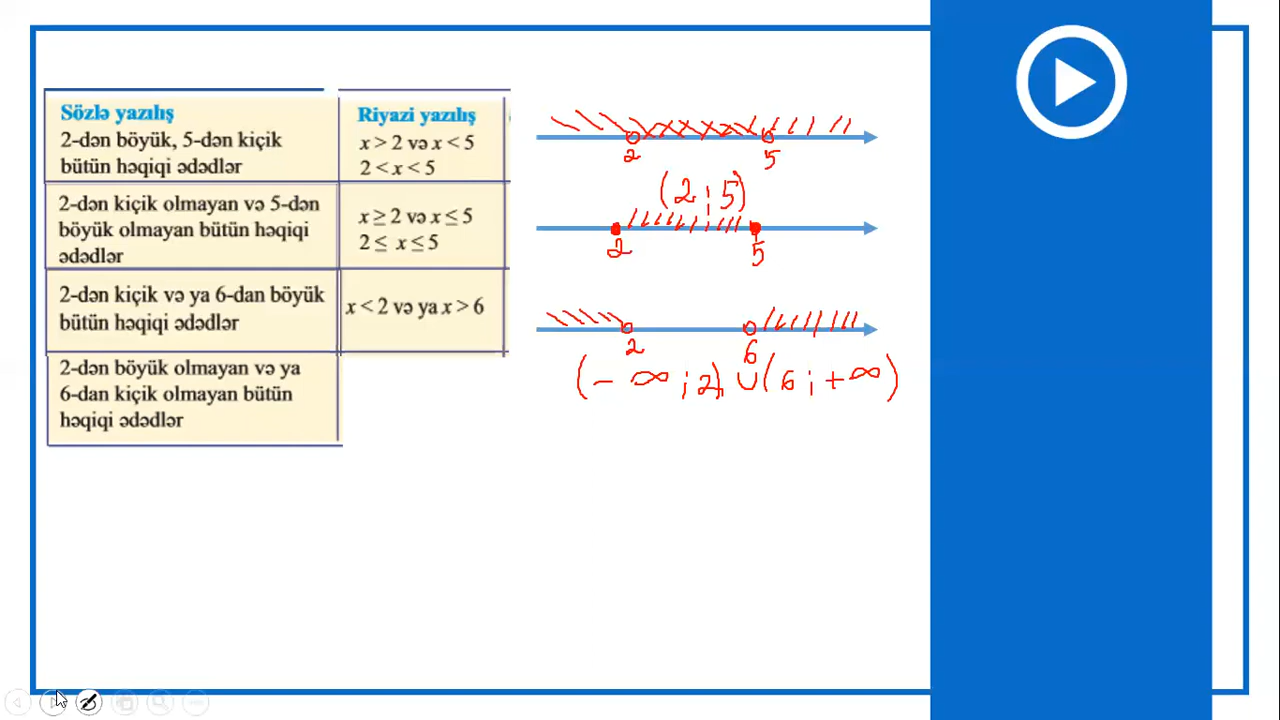 Sözlə yazılış
2-dən böyük, 5-dən kiçik
bütün həqiqi ədədlər
Riyazi yazılış
x > 2 və x < 5
2 < x < 5
2 5
(2 ; 5)
2-dən kiçik olmayan və 5-dən
böyük olmayan bütün həqiqi
ədədlər
x ≥ 2 və x ≤ 5
2 ≤ x ≤ 5
2 5
2-dən kiçik və ya 6-dan böyük
bütün həqiqi ədədlər
x < 2 və ya x > 6
2 6
(- ∞ ; 2) ∪ (6 ; +∞)
2-dən böyük olmayan və ya
6-dan kiçik olmayan bütün
həqiqi ədədlər